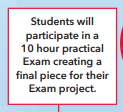 Students will
participate in a
10 hour practical
Exam creating a
final piece for their
Exam project.